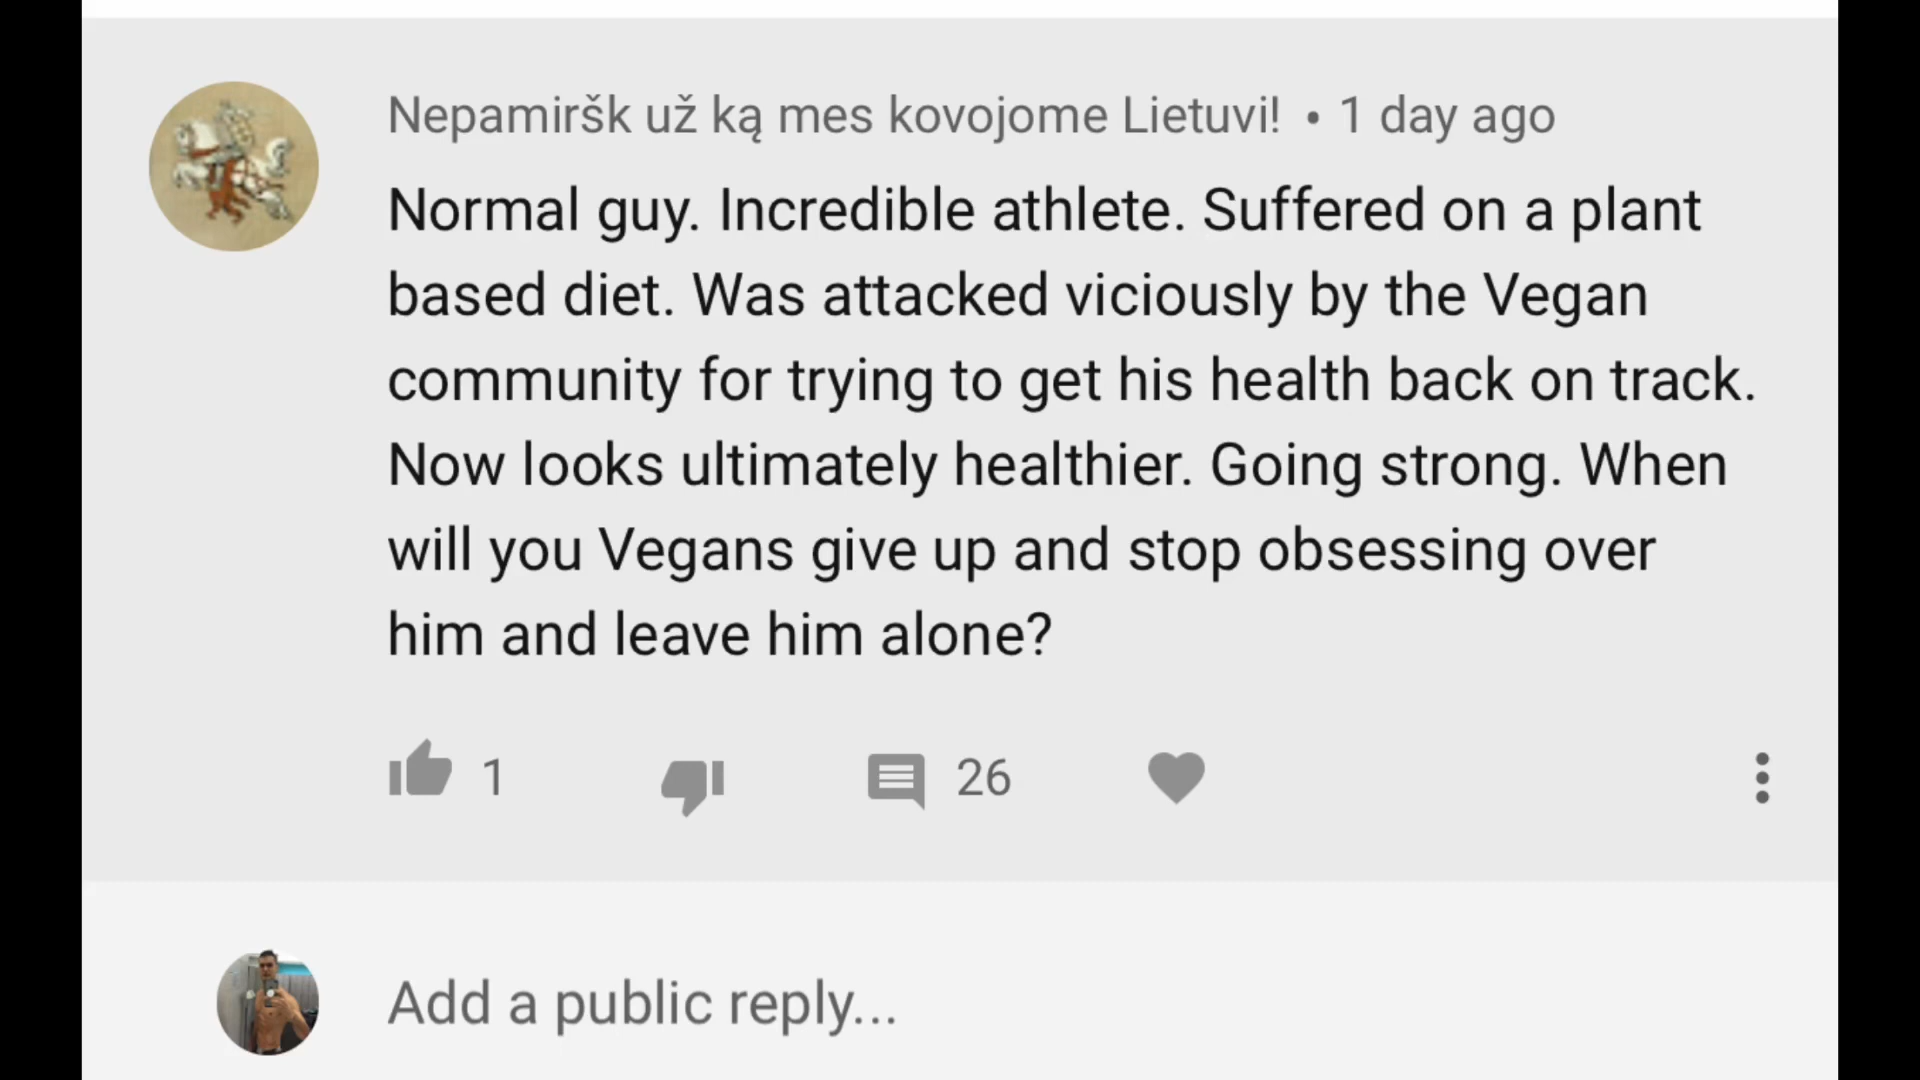 Nepamiršk už ką mes kovojome Lietuvi! • 1 day ago
Normal guy. Incredible athlete. Suffered on a plant
based diet. Was attacked viciously by the Vegan
community for trying to get his health back on track.
Now looks ultimately healthier. Going strong. When
will you Vegans give up and stop obsessing over
him and leave him alone?
1 26
Add a public reply...